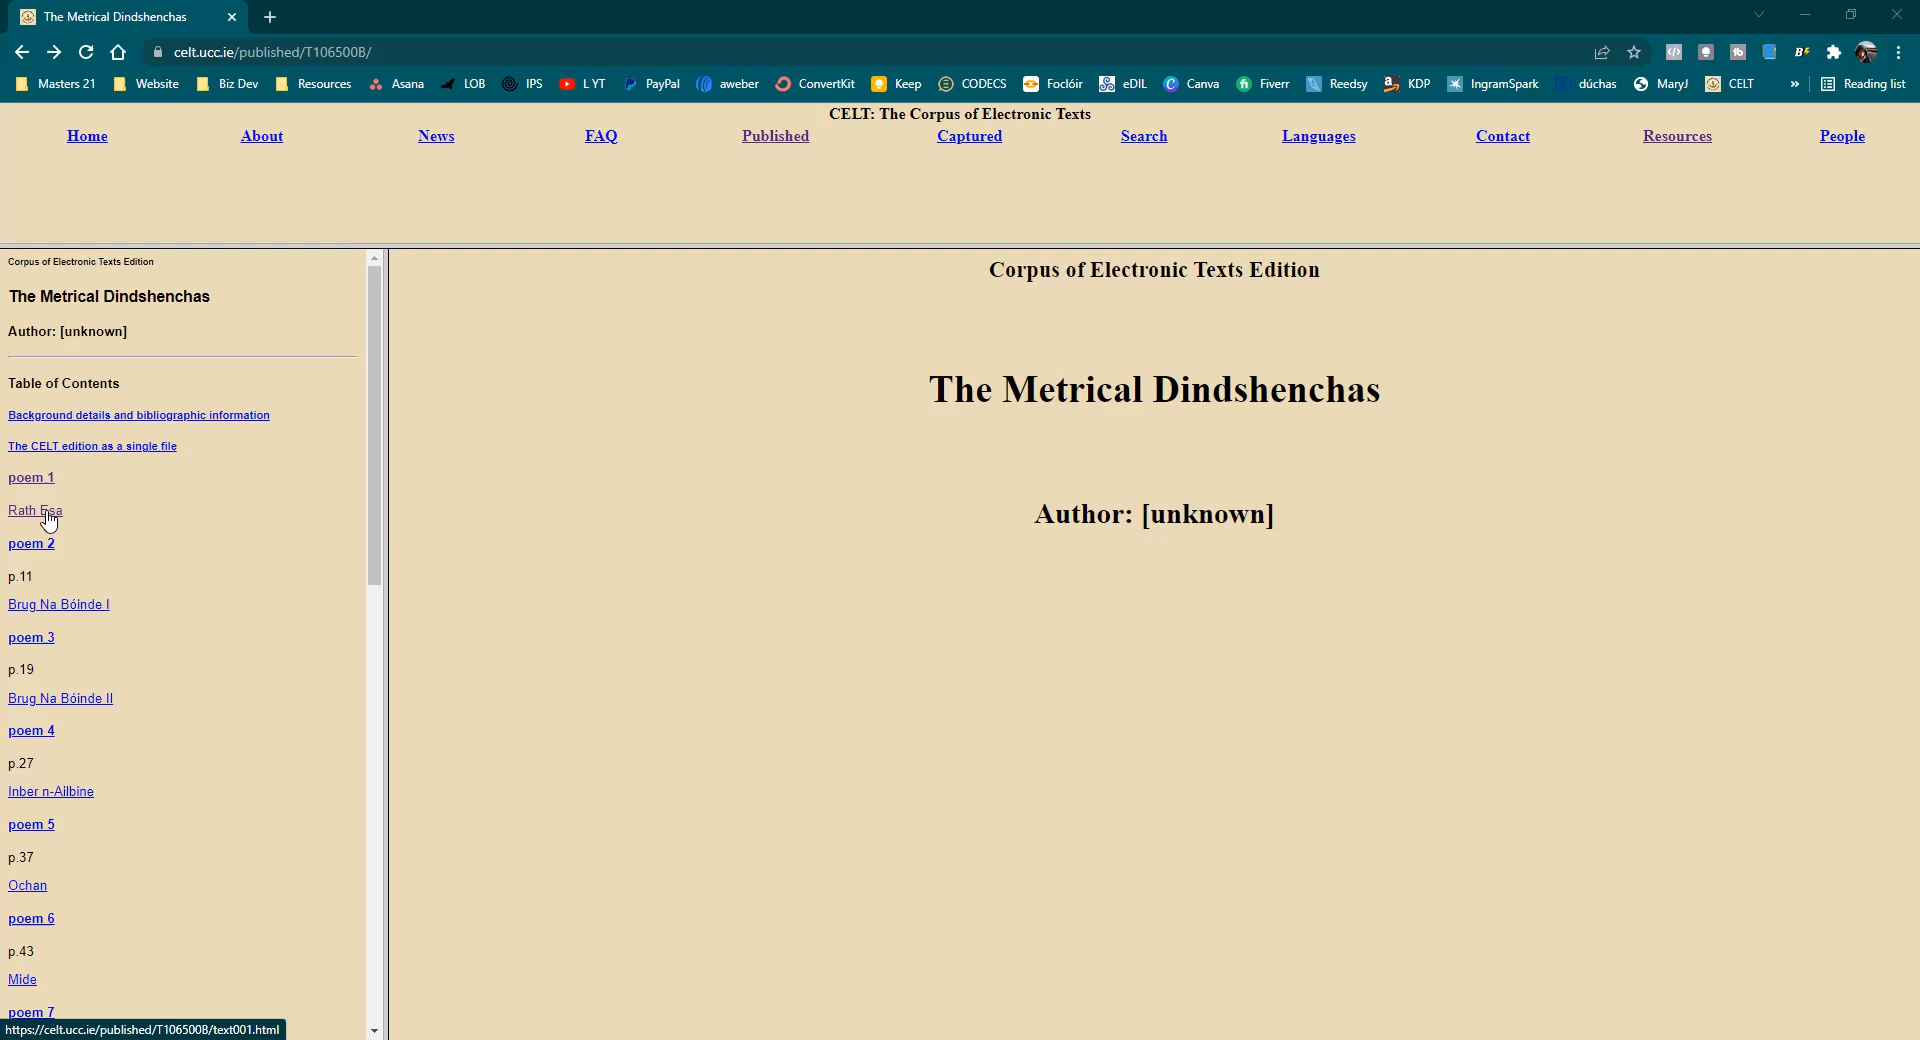 The Metrical Dindshenchas
celt.ucc.ie/published/T106500B/
Masters 21 Website Biz Dev Resources Asana LOB IPS L YT PayPal aweber ConvertKit Keep CODECS Foclóir eDIL Canva Fiverr Reedsy KDP IngramSpark dúchas MaryJ CELT » Reading list
CELT: The Corpus of Electronic Texts
Home About News FAQ Published Captured Search Languages Contact Resources People
Corpus of Electronic Texts Edition
The Metrical Dindshenchas
Author: [unknown]
Table of Contents
Background details and bibliographic information
The CELT edition as a single file
poem 1
Rath Esa
poem 2
p.11
Brug Na Bóinde I
poem 3
p.19
Brug Na Bóinde II
poem 4
p.27
Inber n-Ailbine
poem 5
p.37
Ochan
poem 6
p.43
Mide
poem 7
https://celt.ucc.ie/published/T106500B/text001.html
Corpus of Electronic Texts Edition
The Metrical Dindshenchas
Author: [unknown]